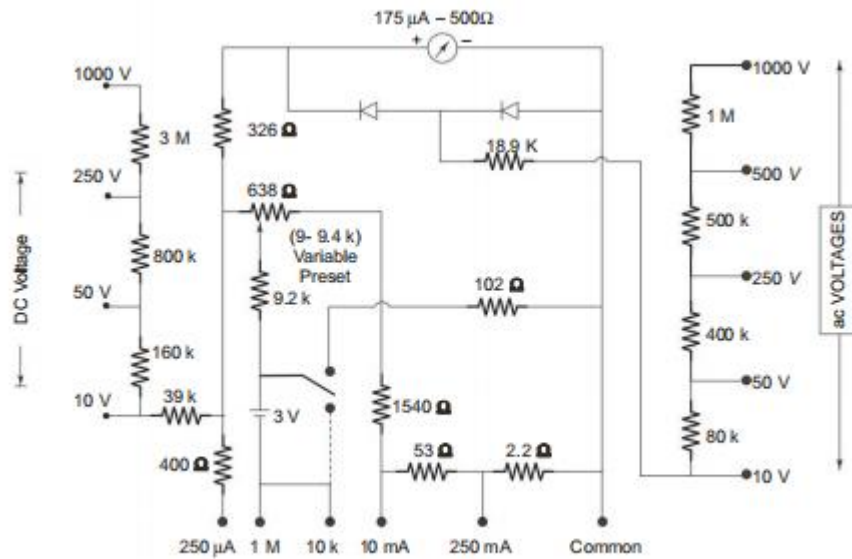 175 μA – 500Ω
+ –
1000 V
3 M
250 V
800 k
50 V
160 k
10 V
39 k
DC Voltage
326 Ω
638 Ω
(9- 9.4 k)
Variable
Preset
9.2 k
3 V
400 Ω
18.9 K
102 Ω
1540 Ω
53 Ω
2.2 Ω
1000 V
1 M
500 V
500 k
250 V
400 k
50 V
80 k
10 V
ac VOLTAGES
250 μA 1 M 10 k 10 mA 250 mA Common